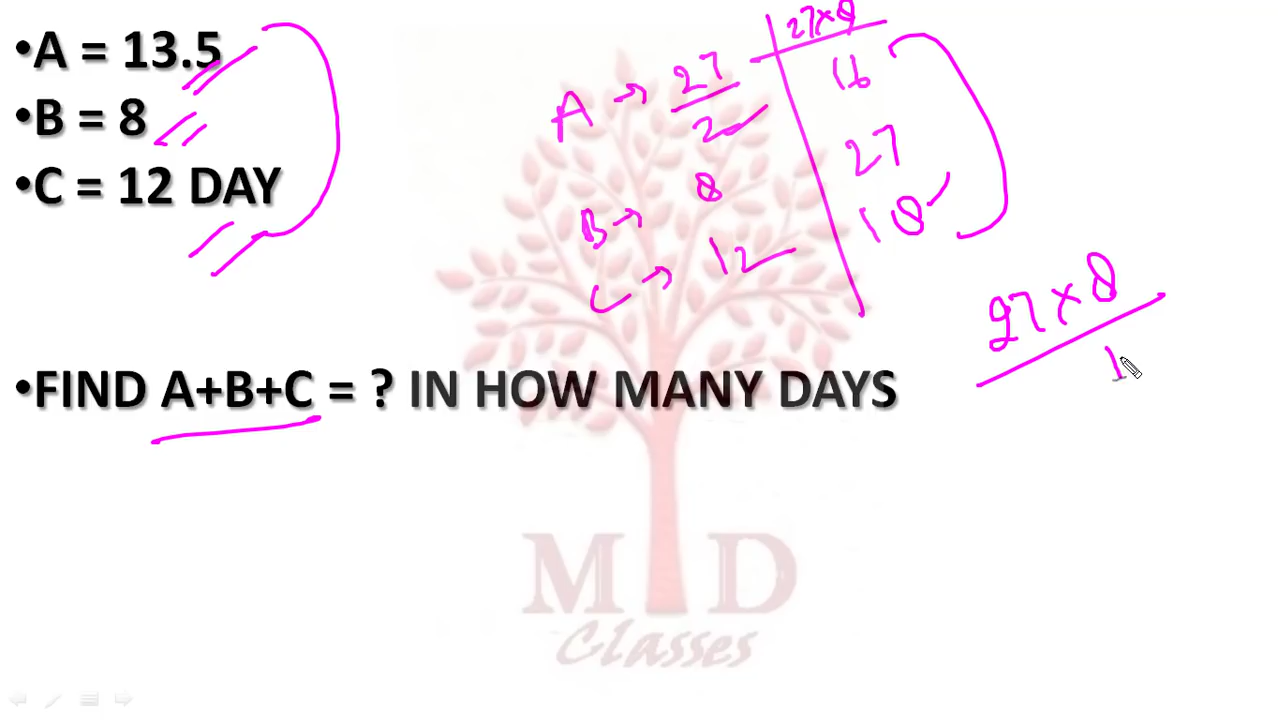 •A = 13.5
•B = 8
•C = 12 DAY
27×8
A → 27/2
16
B → 8
27
C → 12
18
27×8
1
•FIND A+B+C = ? IN HOW MANY DAYS
M D
Classes